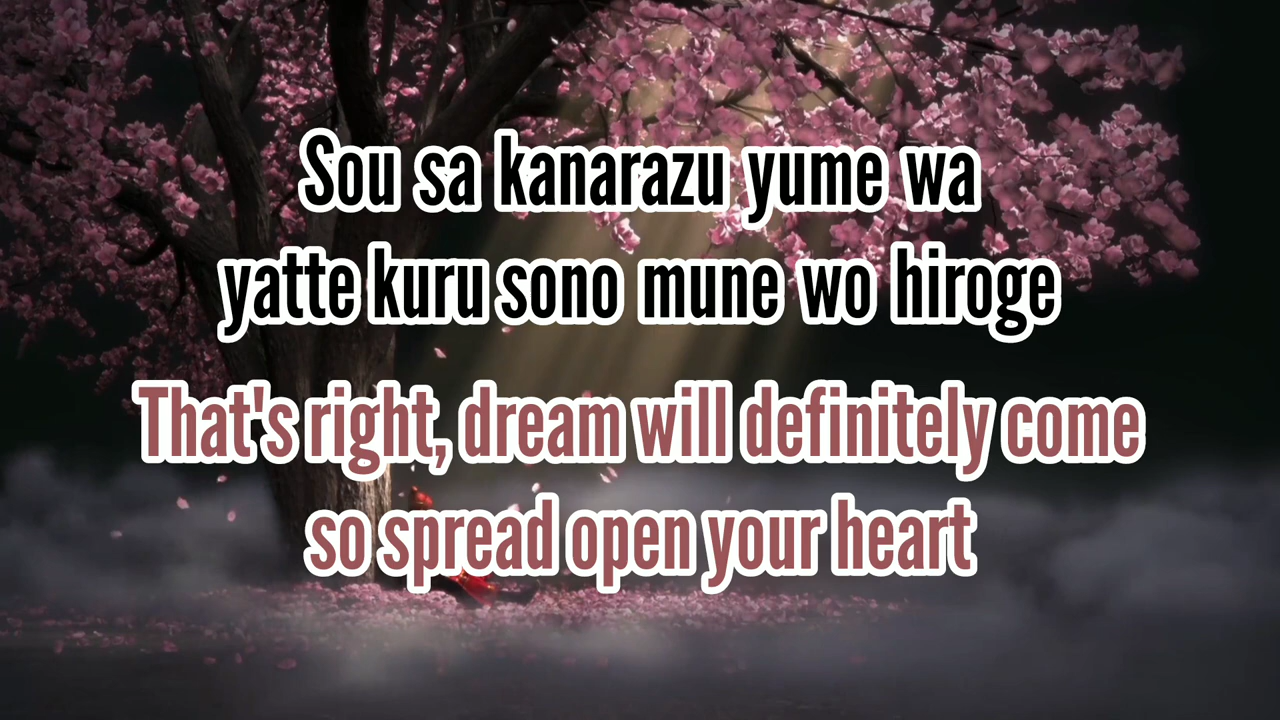 Sou sa kanarazu yume wa
yatte kuru sono mune wo hiroge
That's right, dream will definitely come
so spread open your heart